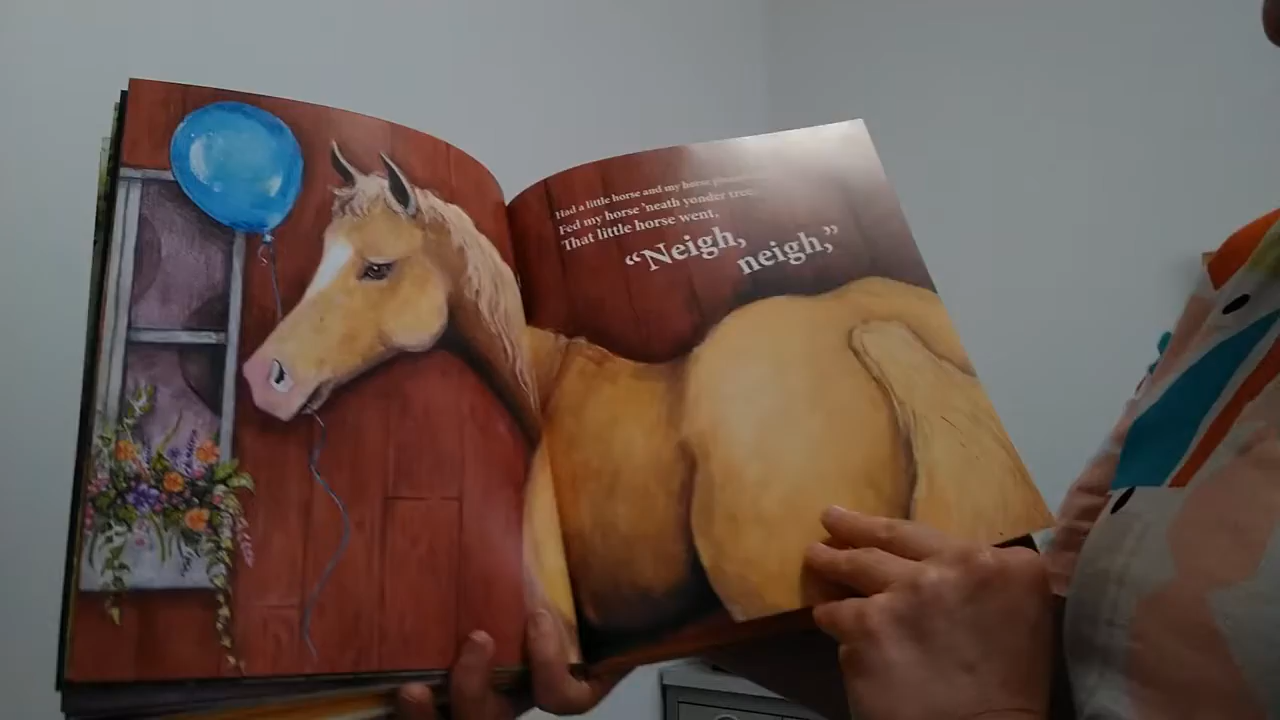 Had a little horse and my horse
Fed my horse 'neath yonder tree.
That little horse went,
“Neigh,
neigh,”